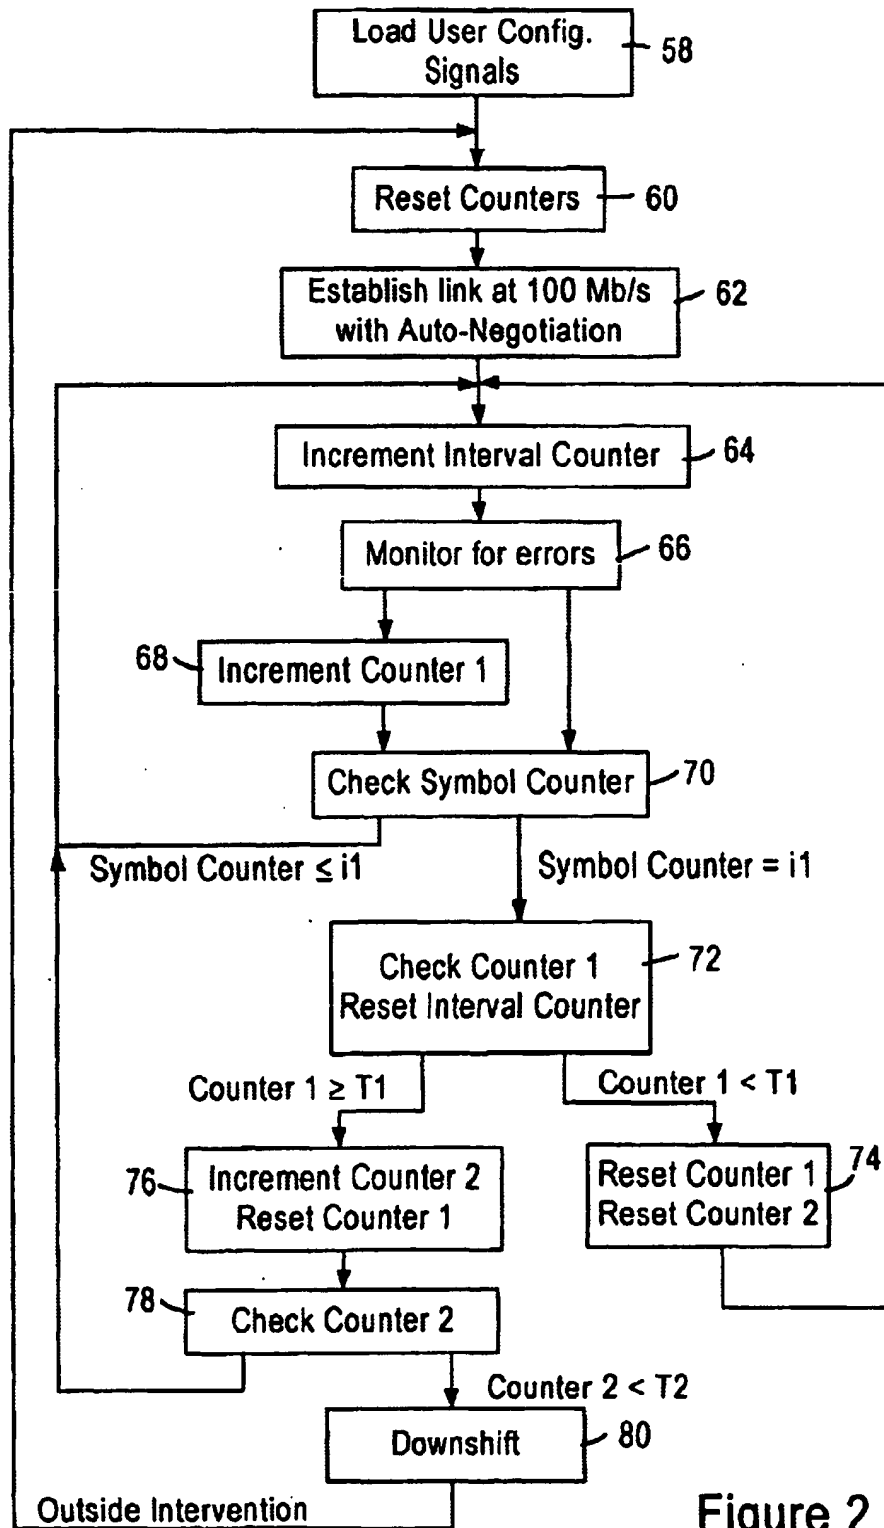 Load User Config.
Signals
58
Reset Counters
60
Establish link at 100 Mb/s
with Auto-Negotiation
62
Increment Interval Counter
64
Monitor for errors
66
68
Increment Counter 1
Check Symbol Counter
70
Symbol Counter ≤ i1
Symbol Counter = i1
Check Counter 1
Reset Interval Counter
72
Counter 1 ≥ T1
Counter 1 < T1
76
Increment Counter 2
Reset Counter 1
Reset Counter 1
Reset Counter 2
74
78
Check Counter 2
Counter 2 < T2
Downshift
80
Outside Intervention
Figure 2